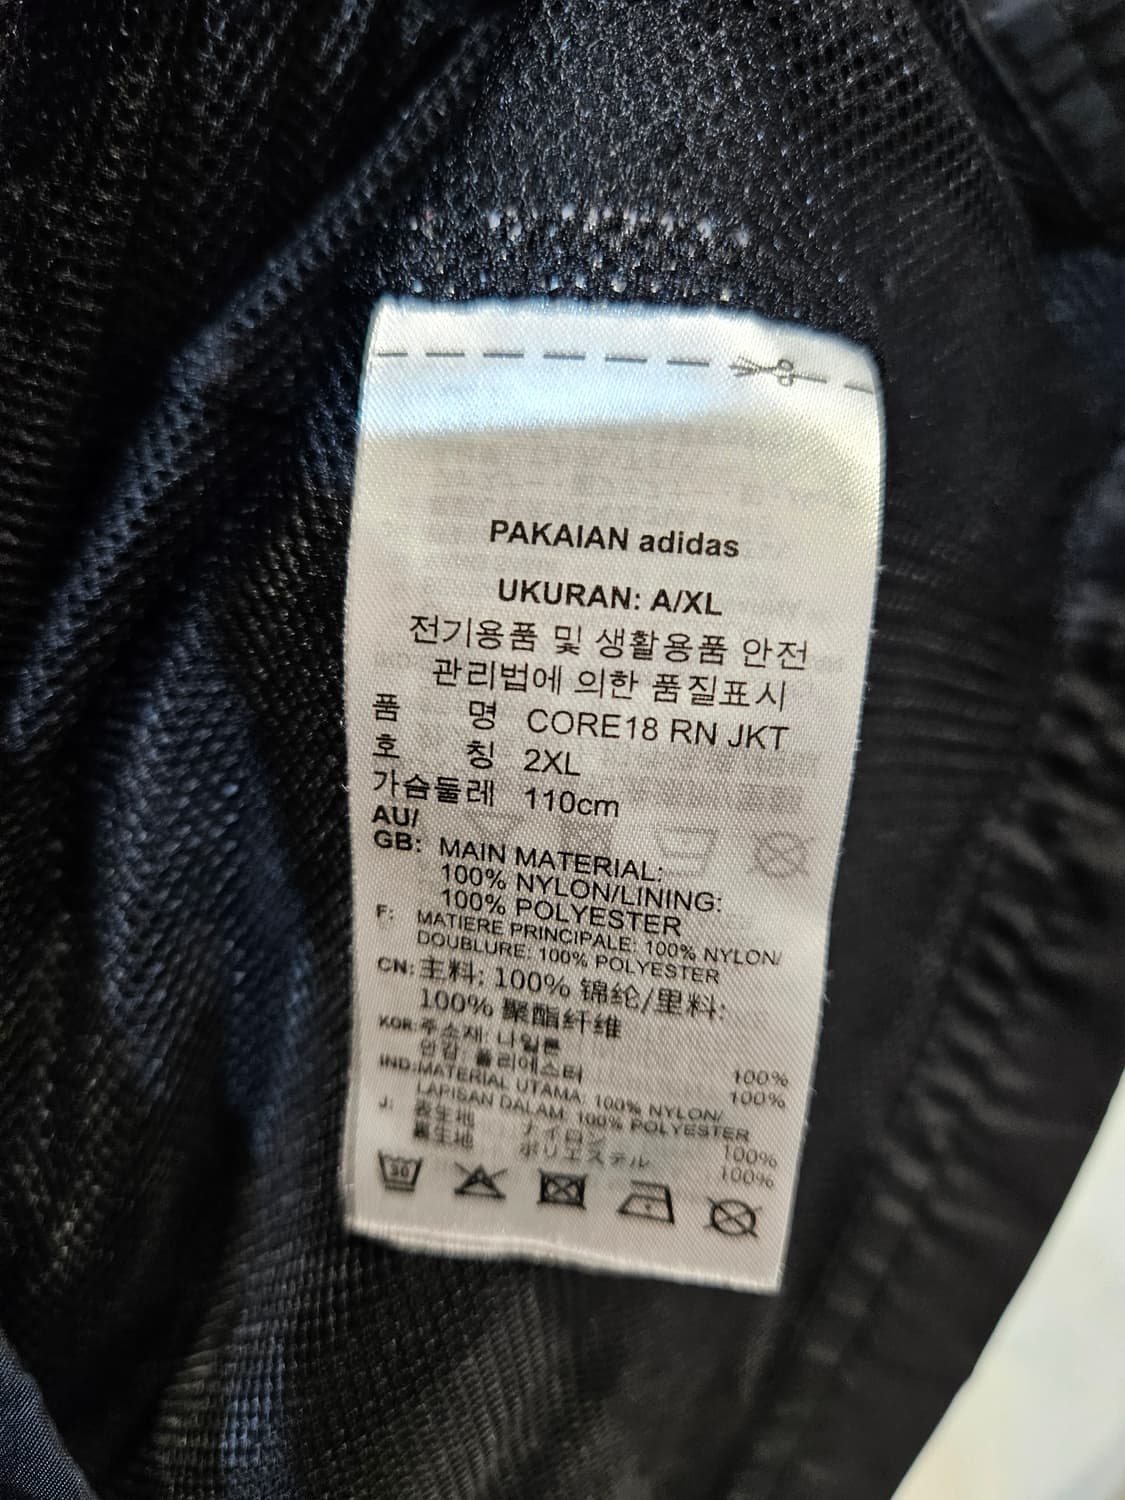 PAKAIAN adidas
UKURAN: A/XL
전기용품 및 생활용품 안전
관리법에 의한 품질표시
품 명 CORE18 RN JKT
호 칭 2XL
가슴둘레 110cm
AU/
GB: MAIN MATERIAL:
100% NYLON/LINING:
100% POLYESTER
F: MATIERE PRINCIPALE: 100% NYLON/
DOUBLURE: 100% POLYESTER
CN: 主料: 100% 锦纶/里料:
100% 聚酯纤维
KOR: 주소재: 나일론 100%
안감: 폴리에스터 100%
IND: MATERIAL UTAMA: 100% NYLON/
LAPISAN DALAM: 100% POLYESTER
J: 表生地 ナイロン 100%
裏生地 ポリエステル 100%
30